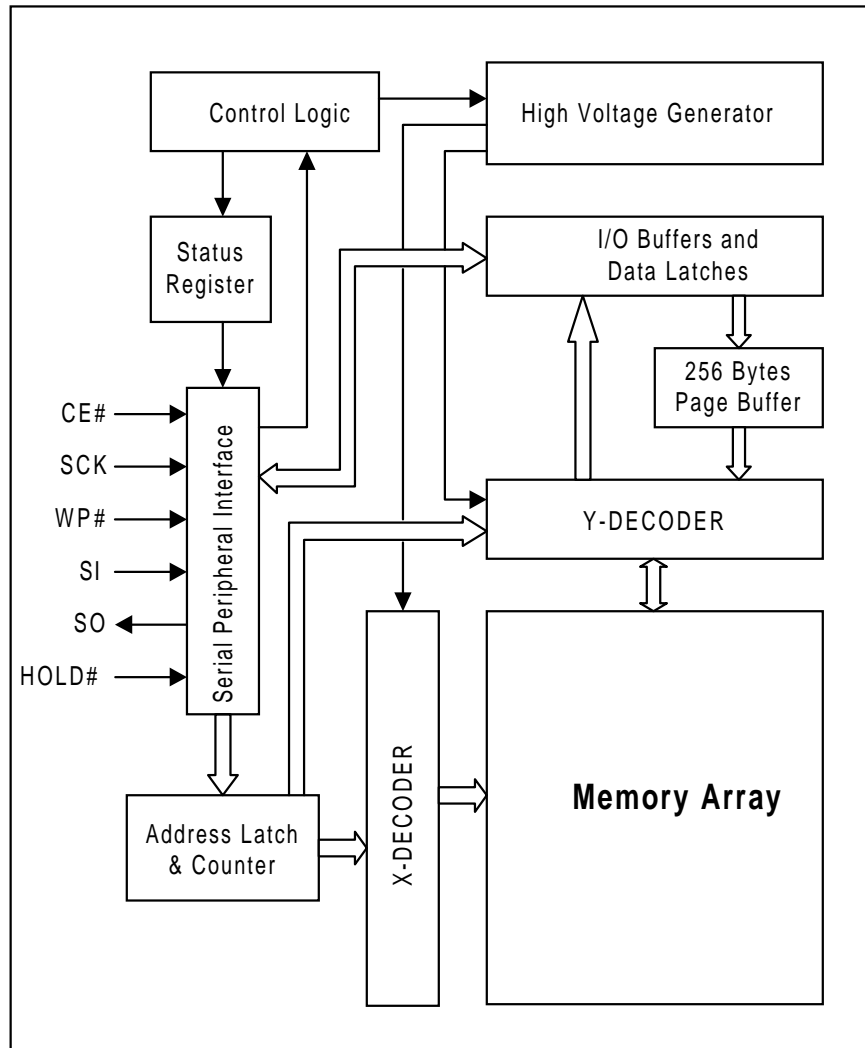 Control Logic
High Voltage Generator
Status
Register
I/O Buffers and
Data Latches
256 Bytes
Page Buffer
CE#
SCK
WP#
SI
SO
HOLD#
Serial Peripheral Interface
Y-DECODER
Address Latch
& Counter
X-DECODER
Memory Array